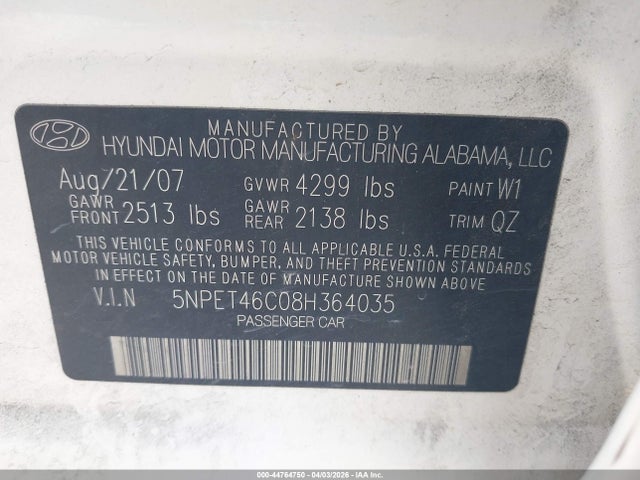 MANUFACTURED BY
HYUNDAI MOTOR MANUFACTURING ALABAMA, LLC
Aug/21/07 GVWR 4299 lbs PAINT W1
GAWR FRONT 2513 lbs GAWR REAR 2138 lbs TRIM QZ
THIS VEHICLE CONFORMS TO ALL APPLICABLE U.S.A. FEDERAL
MOTOR VEHICLE SAFETY, BUMPER, AND THEFT PREVENTION STANDARDS
IN EFFECT ON THE DATE OF MANUFACTURE SHOWN ABOVE.
V.I.N 5NPET46C08H364035
PASSENGER CAR
000-44764750 - 04/03/2026 - IAAI